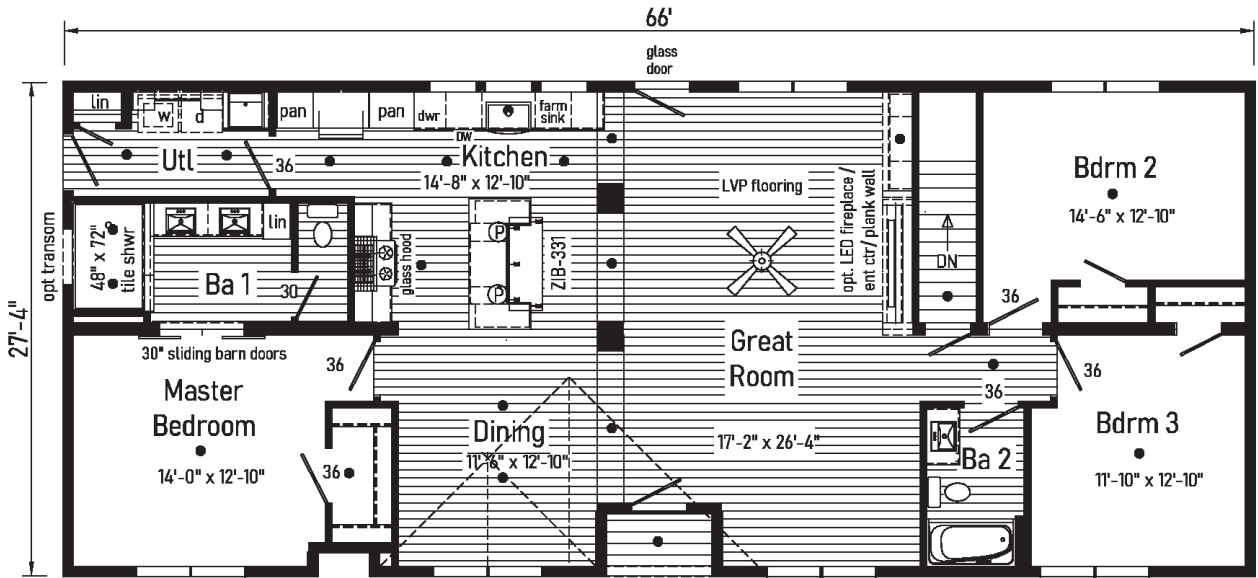 66'
glass
door
27'-4"
lin
w
d
pan
pan
dwr
farm
sink
DW
Utl
36
Kitchen
14'-8" x 12'-10"
LVP flooring
opt. LED fireplace /
ent ctr/ plank wall
DN
Bdrm 2
14'-6" x 12'-10"
opt transom
48" x 72"
tile shwr
lin
Ba 1
30
glass hood
P
P
ZIB-331
36
30" sliding barn doors
36
Master
Bedroom
14'-0" x 12'-10"
36
Dining
11'-6" x 12'-10"
Great
Room
17'-2" x 26'-4"
36
36
Ba 2
Bdrm 3
11'-10" x 12'-10"